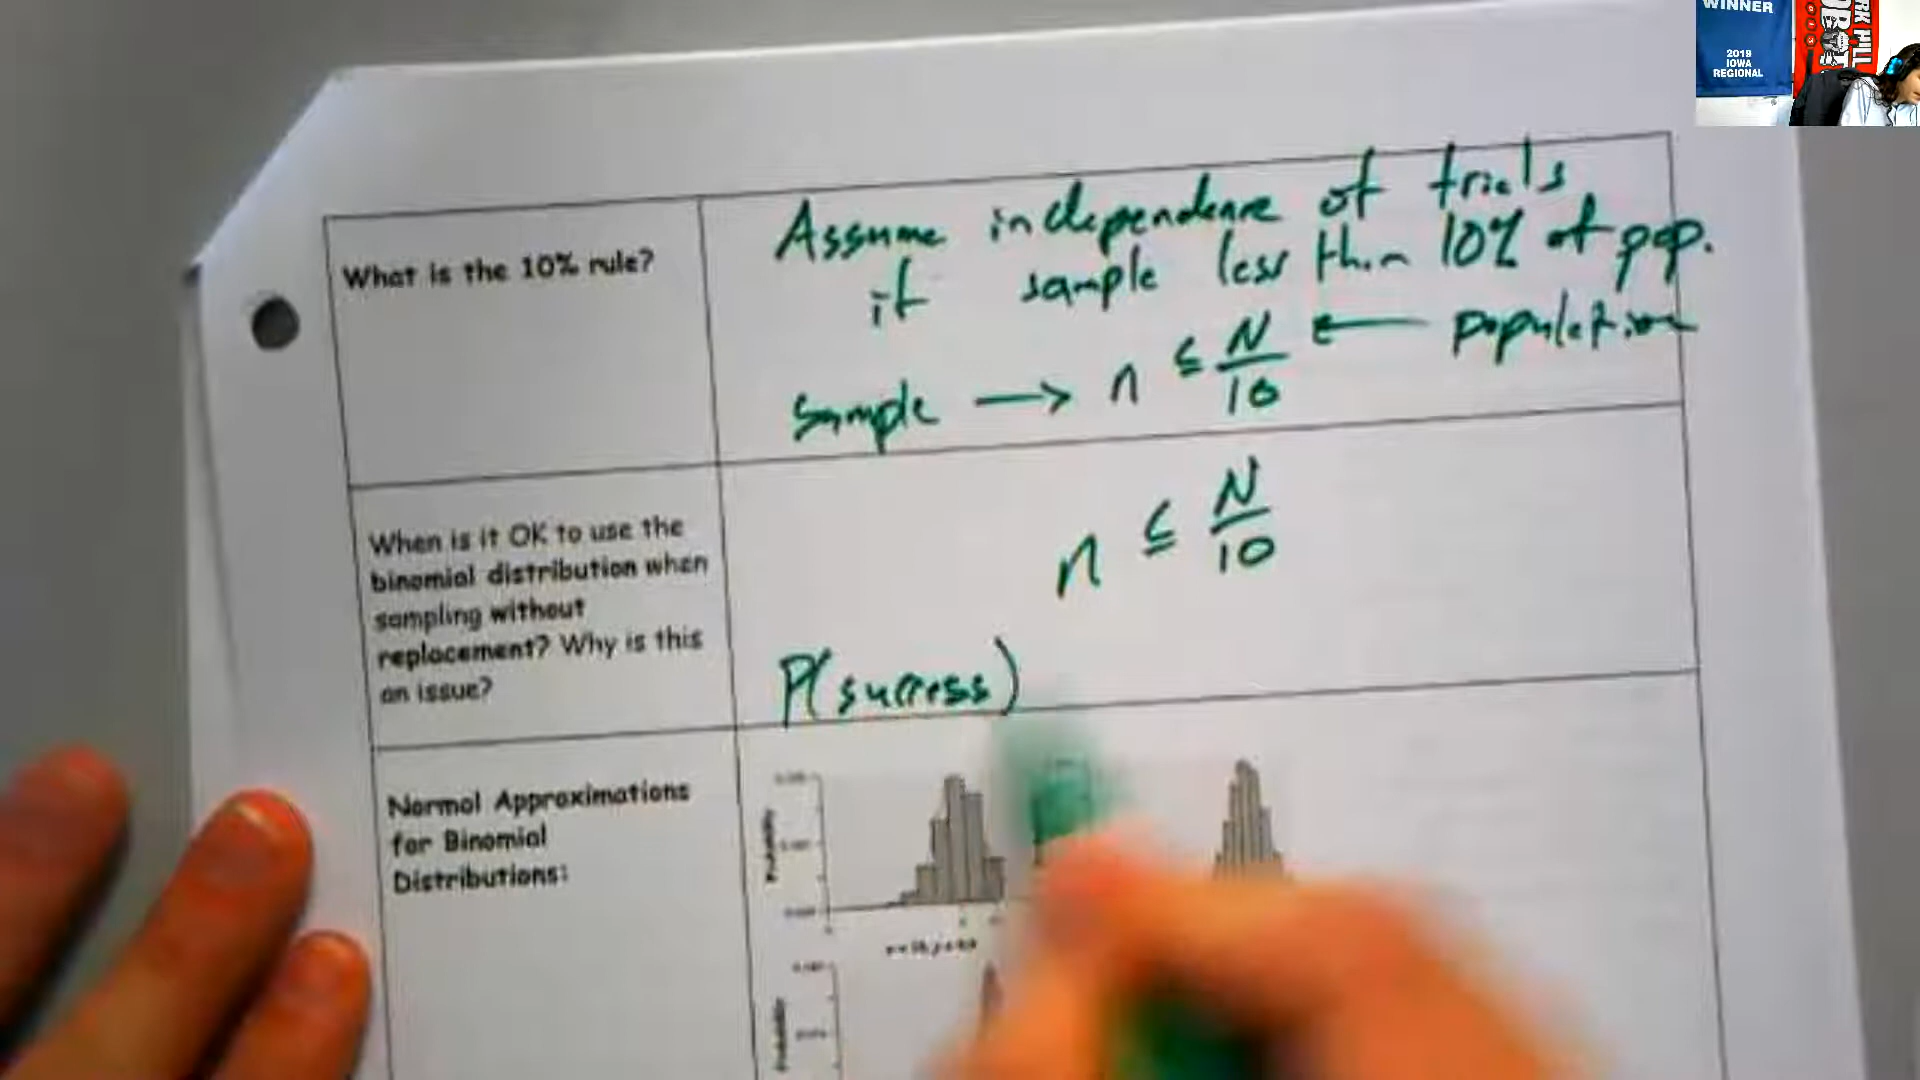 WINNER
2019
IOWA
REGIONAL
What is the 10% rule?
Assume independence of trials
if sample less than 10% of pop.
sample → n ≤ N/10 ← population
When is it OK to use the
binomial distribution when
sampling without
replacement? Why is this
an issue?
n ≤ N/10
P(success)
Normal Approximations
for Binomial
Distributions:
Probability
Probability